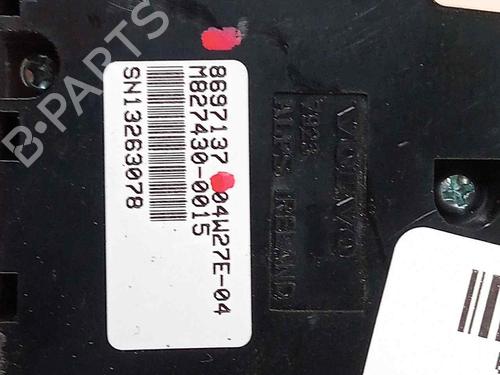 8697137 04W27E-04
M827430-0015
SN13263078
VOLVO
ALPS IRELAND
B-PARTS